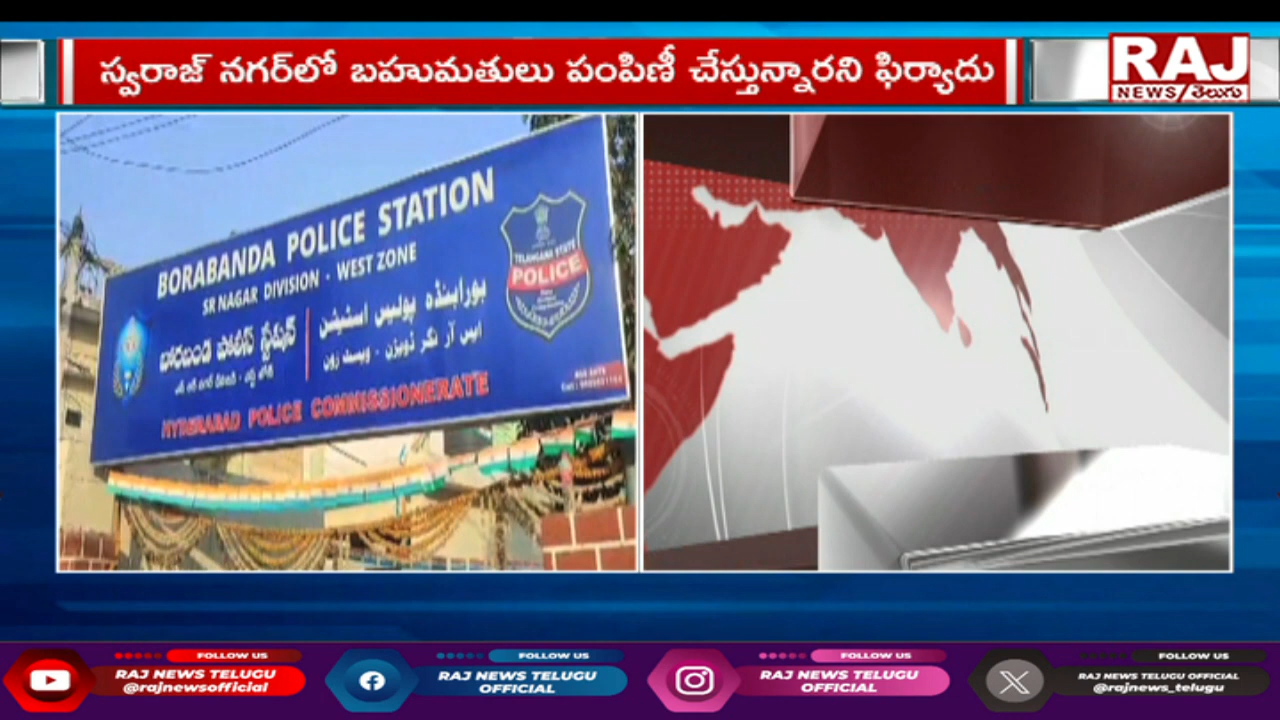 స్వరాజ్ నగర్‌లో బహుమతులు పంపిణీ చేస్తున్నారని ఫిర్యాదు
RAJ
NEWS తెలుగు
BORABANDA POLICE STATION
SR NAGAR DIVISION - WEST ZONE
బోరబండ పోలీస్ స్టేషన్
بورابنڈہ پولیس اسٹیشن
ایس آر نگر ڈویژن - ویسٹ زون
HYDERABAD POLICE COMMISSIONERATE
TELANGANA STATE
POLICE
FOLLOW US
RAJ NEWS TELUGU
@rajnewsofficial
FOLLOW US
RAJ NEWS TELUGU
OFFICIAL
FOLLOW US
RAJ NEWS TELUGU
OFFICIAL
FOLLOW US
RAJ NEWS TELUGU OFFICIAL
@rajnews_telugu